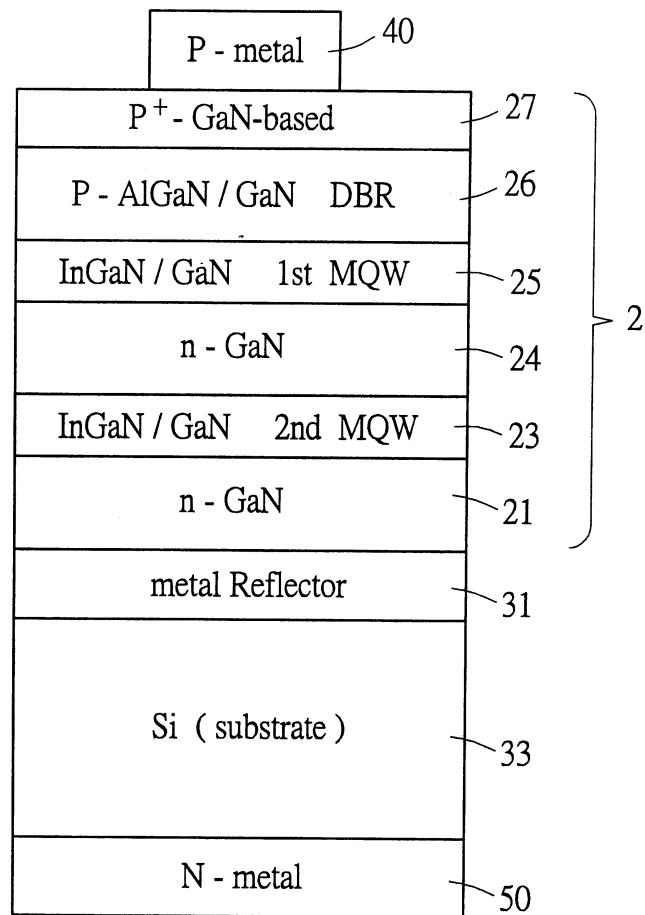 P - metal 40
P+ - GaN-based 27
P - AlGaN / GaN DBR 26
InGaN / GaN 1st MQW 25
2
n - GaN 24
InGaN / GaN 2nd MQW 23
n - GaN 21
metal Reflector 31
Si ( substrate ) 33
N - metal 50